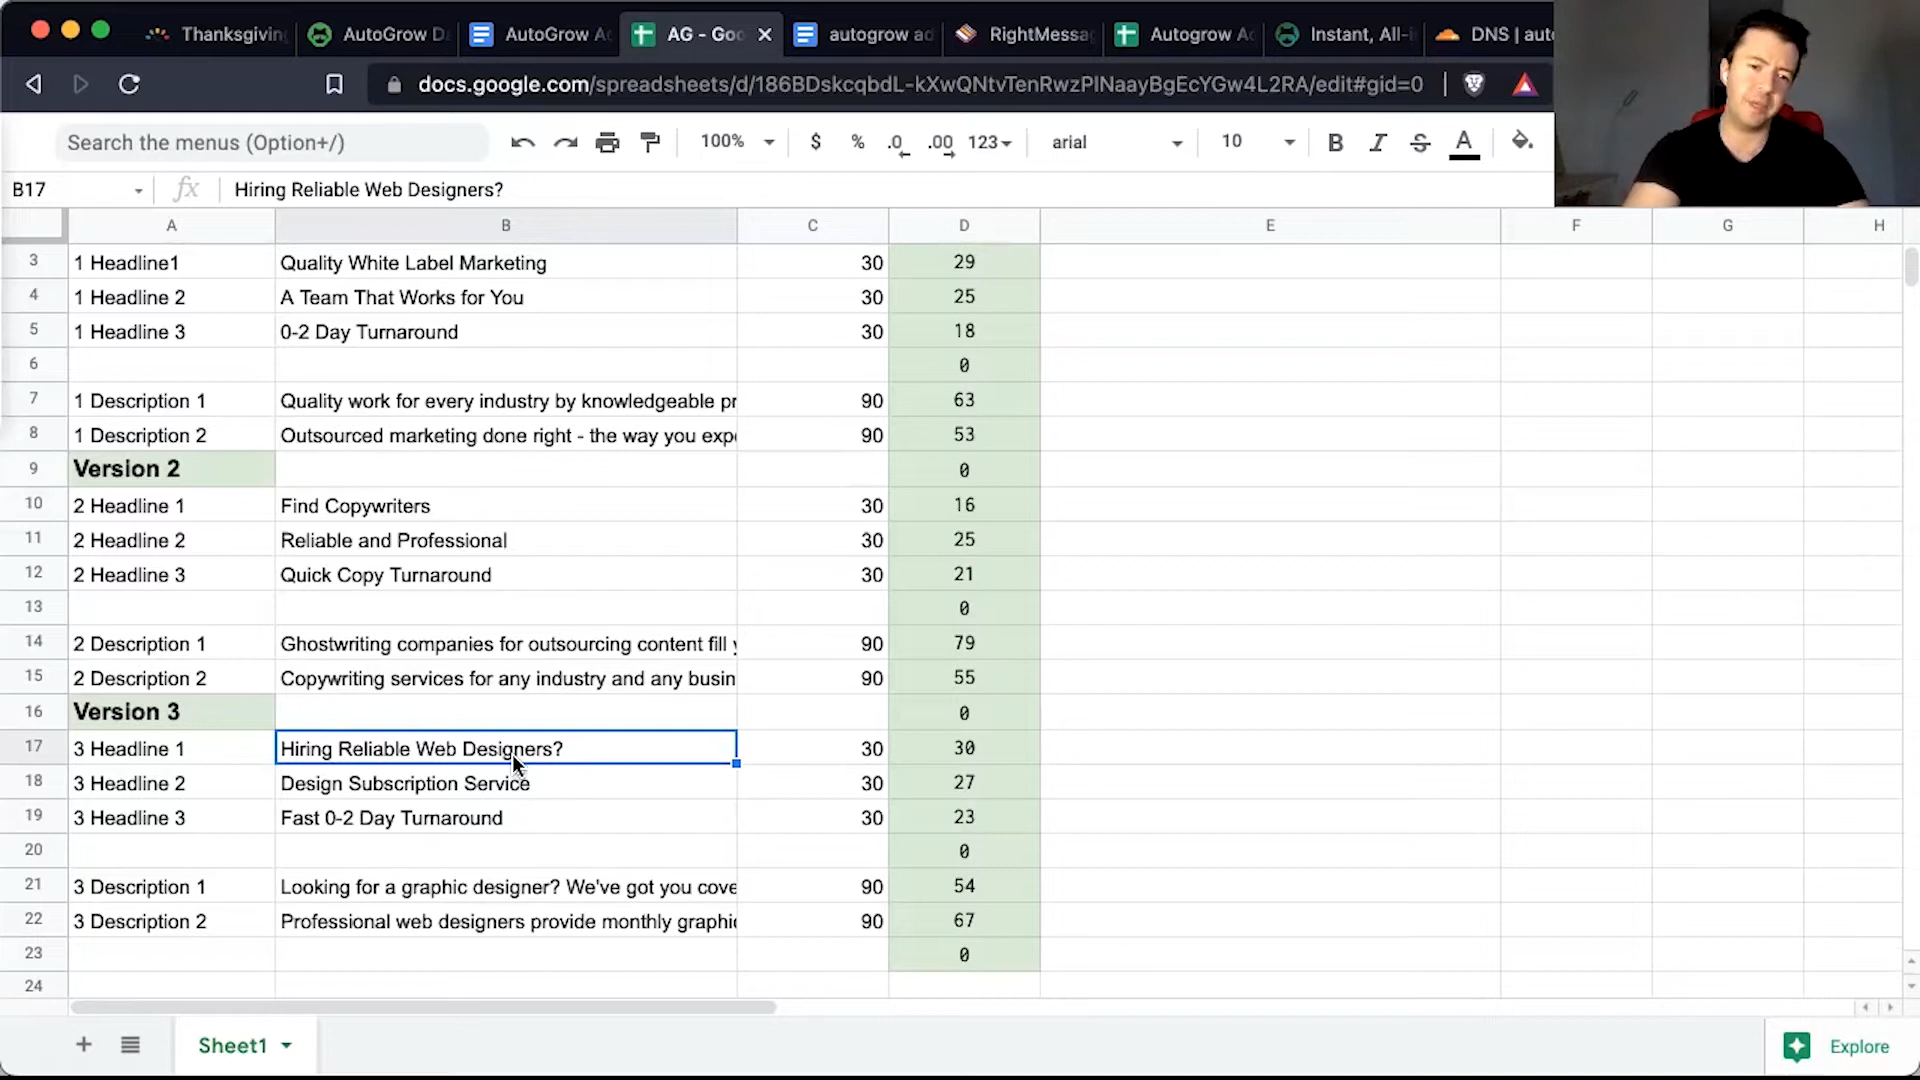 Thanksgivin AutoGrow D AutoGrow A AG - Goo autogrow ad RightMessa Autogrow A Instant, All-i DNS | auto
docs.google.com/spreadsheets/d/186BDskcqbdL-kXwQNtvTenRwzPlNaayBgEcYGw4L2RA/edit#gid=0
Search the menus (Option+/) 100% $ % .0 .00 123 arial 10 B I S A
B17 fx Hiring Reliable Web Designers?
A B C D E F G H
3 1 Headline1 Quality White Label Marketing 30 29
4 1 Headline 2 A Team That Works for You 30 25
5 1 Headline 3 0-2 Day Turnaround 30 18
6 0
7 1 Description 1 Quality work for every industry by knowledgeable pr 90 63
8 1 Description 2 Outsourced marketing done right - the way you expe 90 53
9 Version 2 0
10 2 Headline 1 Find Copywriters 30 16
11 2 Headline 2 Reliable and Professional 30 25
12 2 Headline 3 Quick Copy Turnaround 30 21
13 0
14 2 Description 1 Ghostwriting companies for outsourcing content fill y 90 79
15 2 Description 2 Copywriting services for any industry and any busin 90 55
16 Version 3 0
17 3 Headline 1 Hiring Reliable Web Designers? 30 30
18 3 Headline 2 Design Subscription Service 30 27
19 3 Headline 3 Fast 0-2 Day Turnaround 30 23
20 0
21 3 Description 1 Looking for a graphic designer? We've got you cove 90 54
22 3 Description 2 Professional web designers provide monthly graphic 90 67
23 0
24
Sheet1 Explore